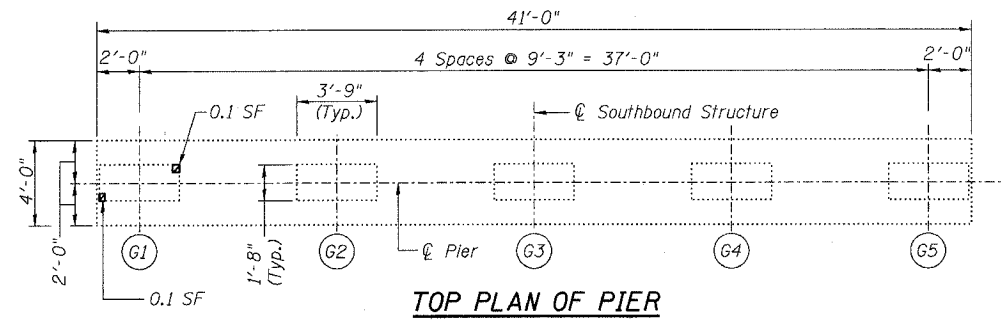 41'-0"
2'-0"
4 Spaces @ 9'-3" = 37'-0"
2'-0"
3'-9"
(Typ.)
0.1 SF
℄ Southbound Structure
4'-0"
2'-0"
1'-8"
(Typ.)
℄ Pier
G1
G2
G3
G4
G5
0.1 SF
TOP PLAN OF PIER